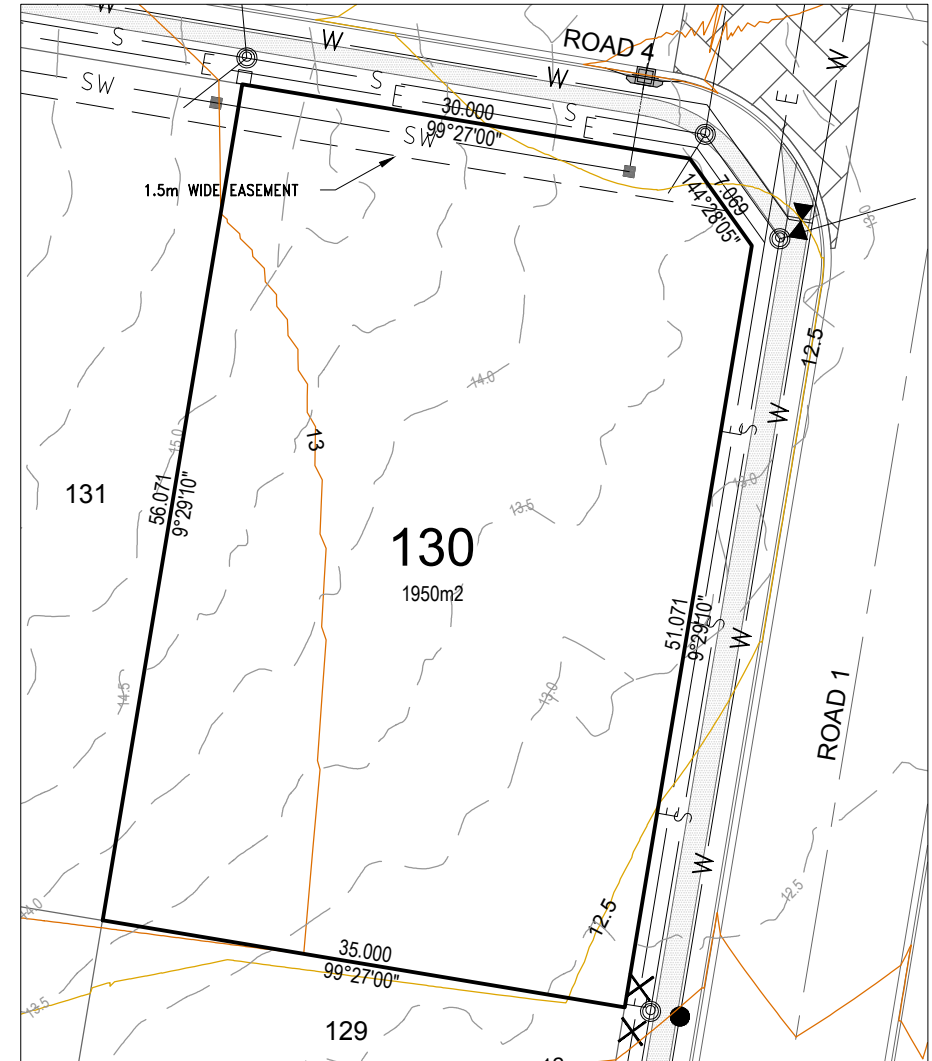 W
S
E
W
ROAD 4
W
SW
S
E
W
E
30.000
99°27'00"
S
E
SW
1.5m WIDE EASEMENT
7.069
144°28'05"
13.0
12.5
14.0
13
15.0
W
E
S
131
56.071
9°29'10"
13.5
13.0
130
1950m2
51.071
9°29'10"
S
W
14.5
13.0
ROAD 1
E
S
W
14.0
12.5
12.5
35.000
99°27'00"
13.5
129